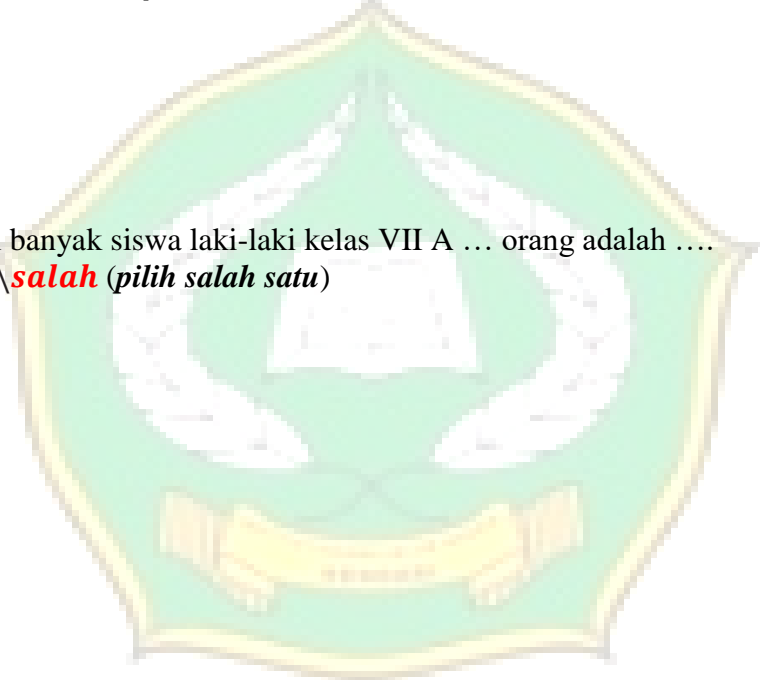 banyak siswa laki-laki kelas VII A … orang adalah ….
\salah (pilih salah satu)